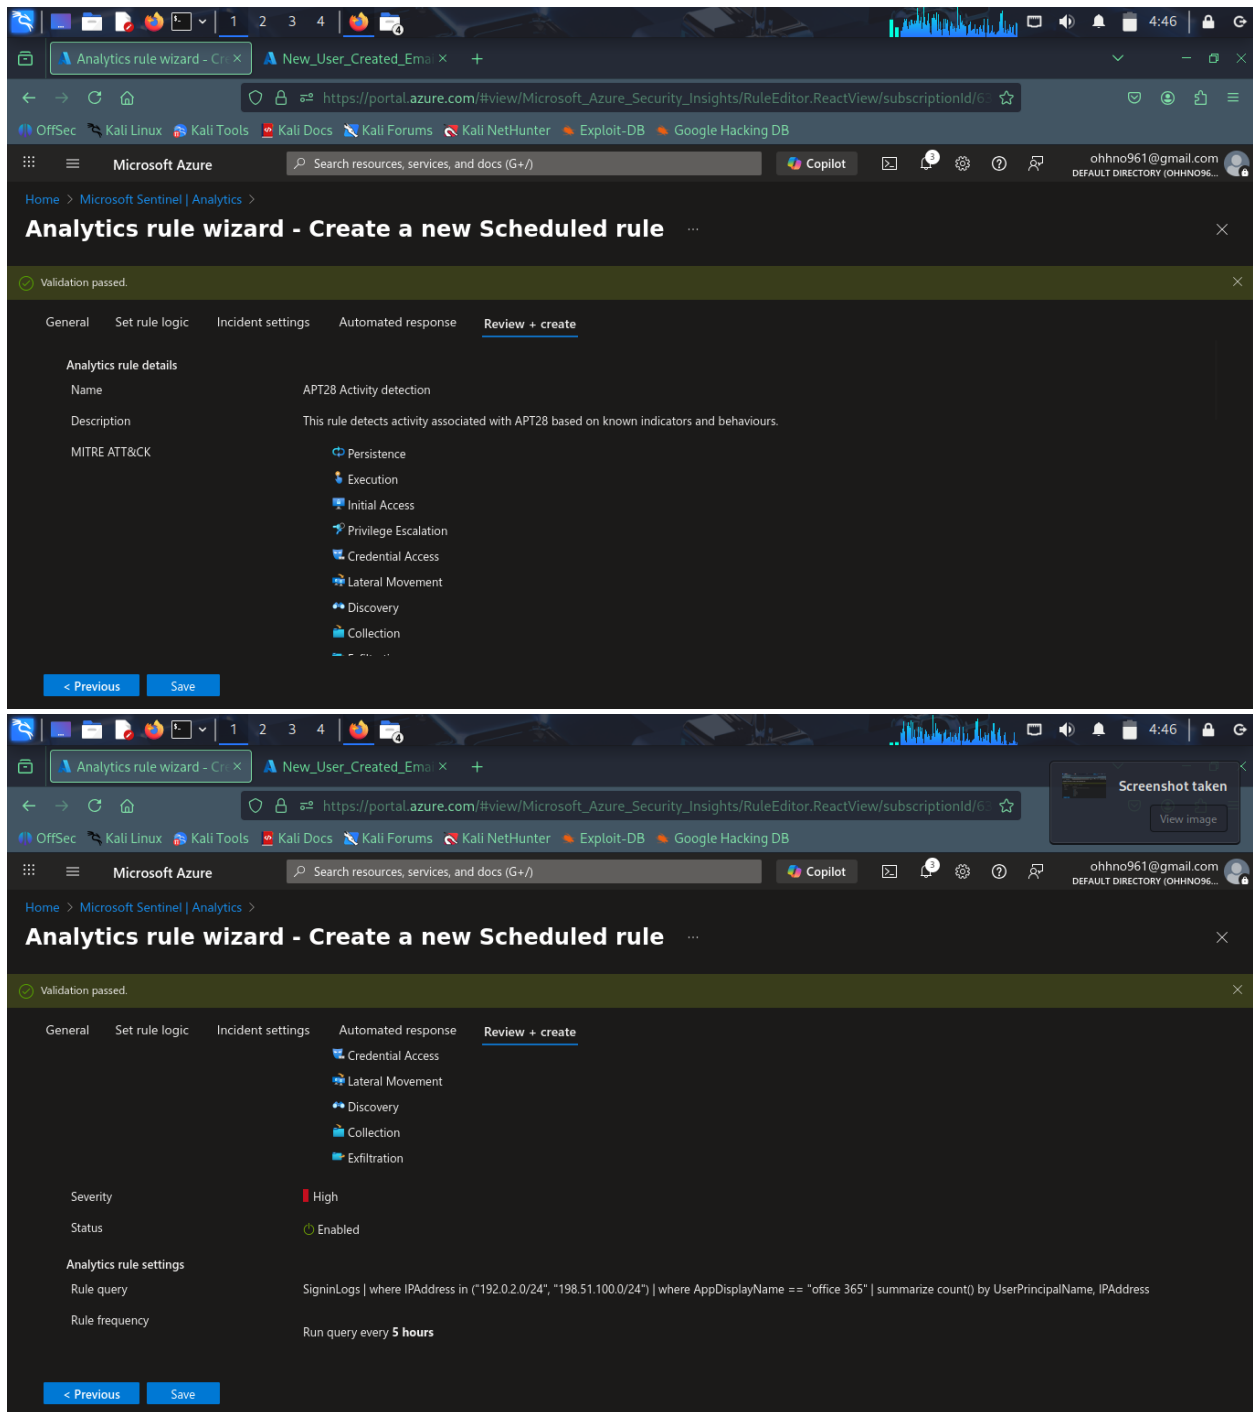 1 2 3 4 4 4:46
Analytics rule wizard - Cre × New_User_Created_Emai × +
https://portal.azure.com/#view/Microsoft_Azure_Security_Insights/RuleEditor.ReactView/subscriptionId/63
OffSec Kali Linux Kali Tools Kali Docs Kali Forums Kali NetHunter Exploit-DB Google Hacking DB
Microsoft Azure Search resources, services, and docs (G+/) Copilot 3 ohhno961@gmail.com
DEFAULT DIRECTORY (OHHNO96...
Home > Microsoft Sentinel | Analytics >
Analytics rule wizard - Create a new Scheduled rule ...
Validation passed.
General Set rule logic Incident settings Automated response Review + create
Analytics rule details
Name APT28 Activity detection
Description This rule detects activity associated with APT28 based on known indicators and behaviours.
MITRE ATT&CK Persistence
Execution
Initial Access
Privilege Escalation
Credential Access
Lateral Movement
Discovery
Collection
< Previous Save
1 2 3 4 4 4:46
Analytics rule wizard - Cre × New_User_Created_Emai × +
Screenshot taken
https://portal.azure.com/#view/Microsoft_Azure_Security_Insights/RuleEditor.ReactView/subscriptionId/63
View image
OffSec Kali Linux Kali Tools Kali Docs Kali Forums Kali NetHunter Exploit-DB Google Hacking DB
Microsoft Azure Search resources, services, and docs (G+/) Copilot 3 ohhno961@gmail.com
DEFAULT DIRECTORY (OHHNO96...
Home > Microsoft Sentinel | Analytics >
Analytics rule wizard - Create a new Scheduled rule ...
Validation passed.
General Set rule logic Incident settings Automated response Review + create
Credential Access
Lateral Movement
Discovery
Collection
Exfiltration
Severity High
Status Enabled
Analytics rule settings
Rule query SigninLogs | where IPAddress in ("192.0.2.0/24", "198.51.100.0/24") | where AppDisplayName == "office 365" | summarize count() by UserPrincipalName, IPAddress
Rule frequency
Run query every 5 hours
< Previous Save